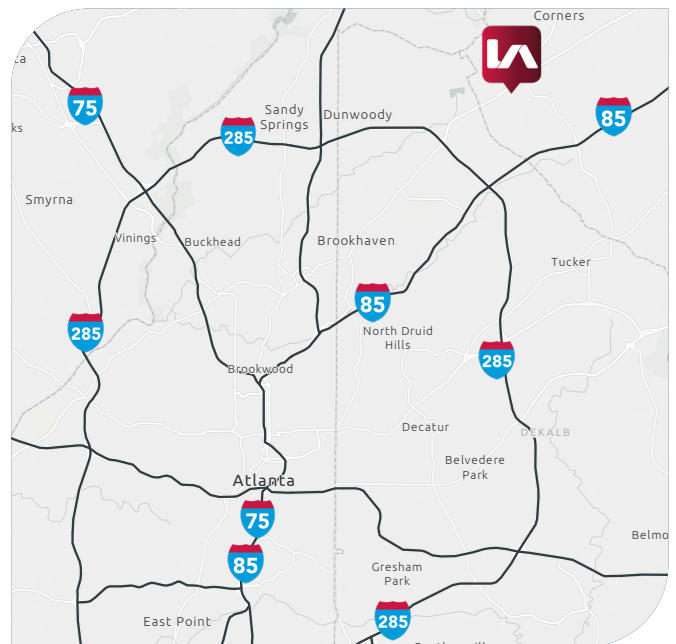 Corners
LA
75
85
Sandy
Springs
Dunwoody
285
Smyrna
Vinings
Buckhead
Brookhaven
Tucker
85
285
North Druid
Hills
285
Brookwood
Decatur
DEKALB
Belvedere
Park
Atlanta
75
85
Gresham
Park
East Point
285